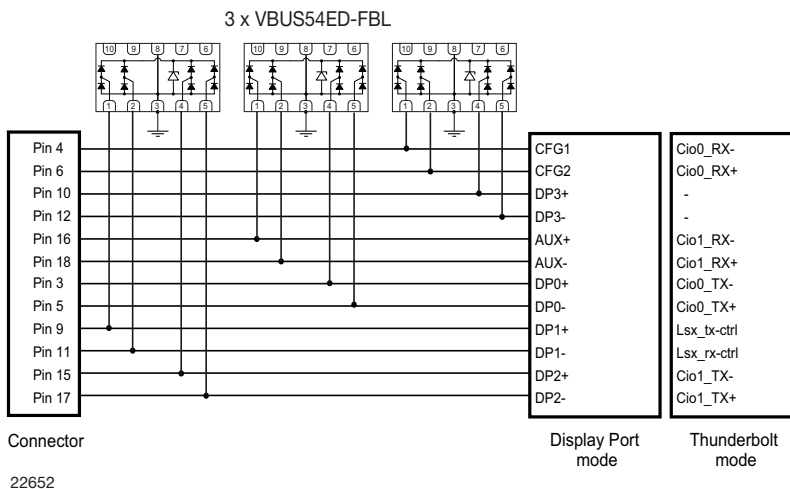 3 x VBUS54ED-FBL
10 9 8 7 6
10 9 8 7 6
10 9 8 7 6
1 2 3 4 5
1 2 3 4 5
1 2 3 4 5
Pin 4 CFG1 Cio0_RX-
Pin 6 CFG2 Cio0_RX+
Pin 10 DP3+ -
Pin 12 DP3- -
Pin 16 AUX+ Cio1_RX-
Pin 18 AUX- Cio1_RX+
Pin 3 DP0+ Cio0_TX-
Pin 5 DP0- Cio0_TX+
Pin 9 DP1+ Lsx_tx-ctrl
Pin 11 DP1- Lsx_rx-ctrl
Pin 15 DP2+ Cio1_TX-
Pin 17 DP2- Cio1_TX+
Connector
Display Port
mode
Thunderbolt
mode
22652